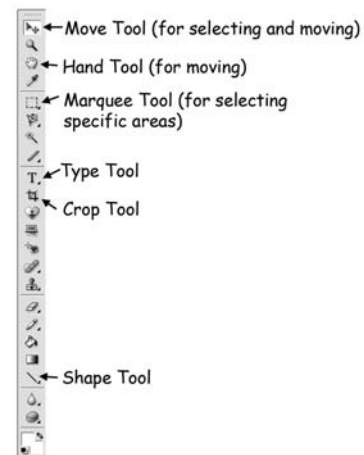 Move Tool (for selecting and moving)
Hand Tool (for moving)
Marquee Tool (for selecting
specific areas)
T
Type Tool
Crop Tool
Shape Tool